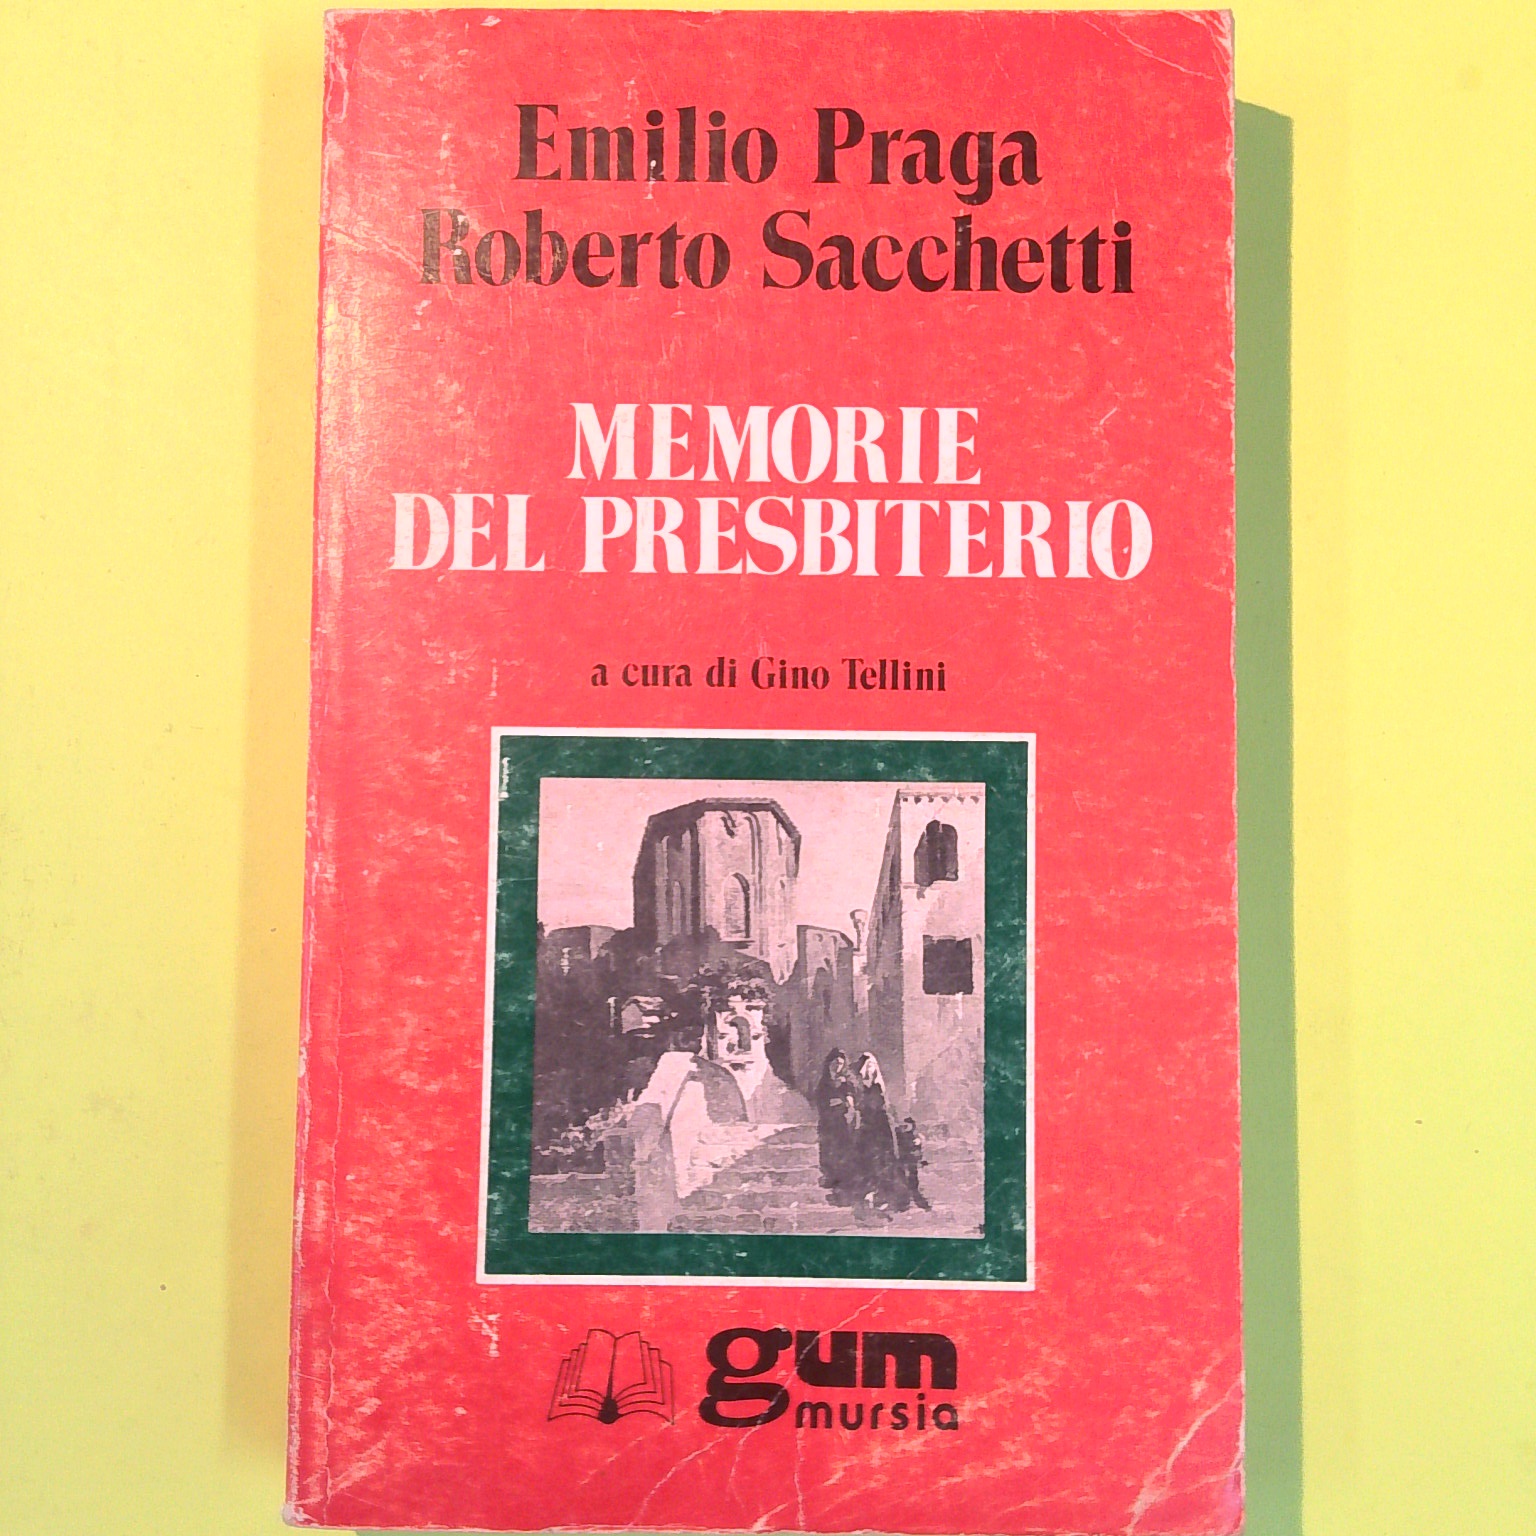 Emilio Praga
Roberto Sacchetti
MEMORIE
DEL PRESBITERIO
a cura di Gino Tellini
gum
mursia